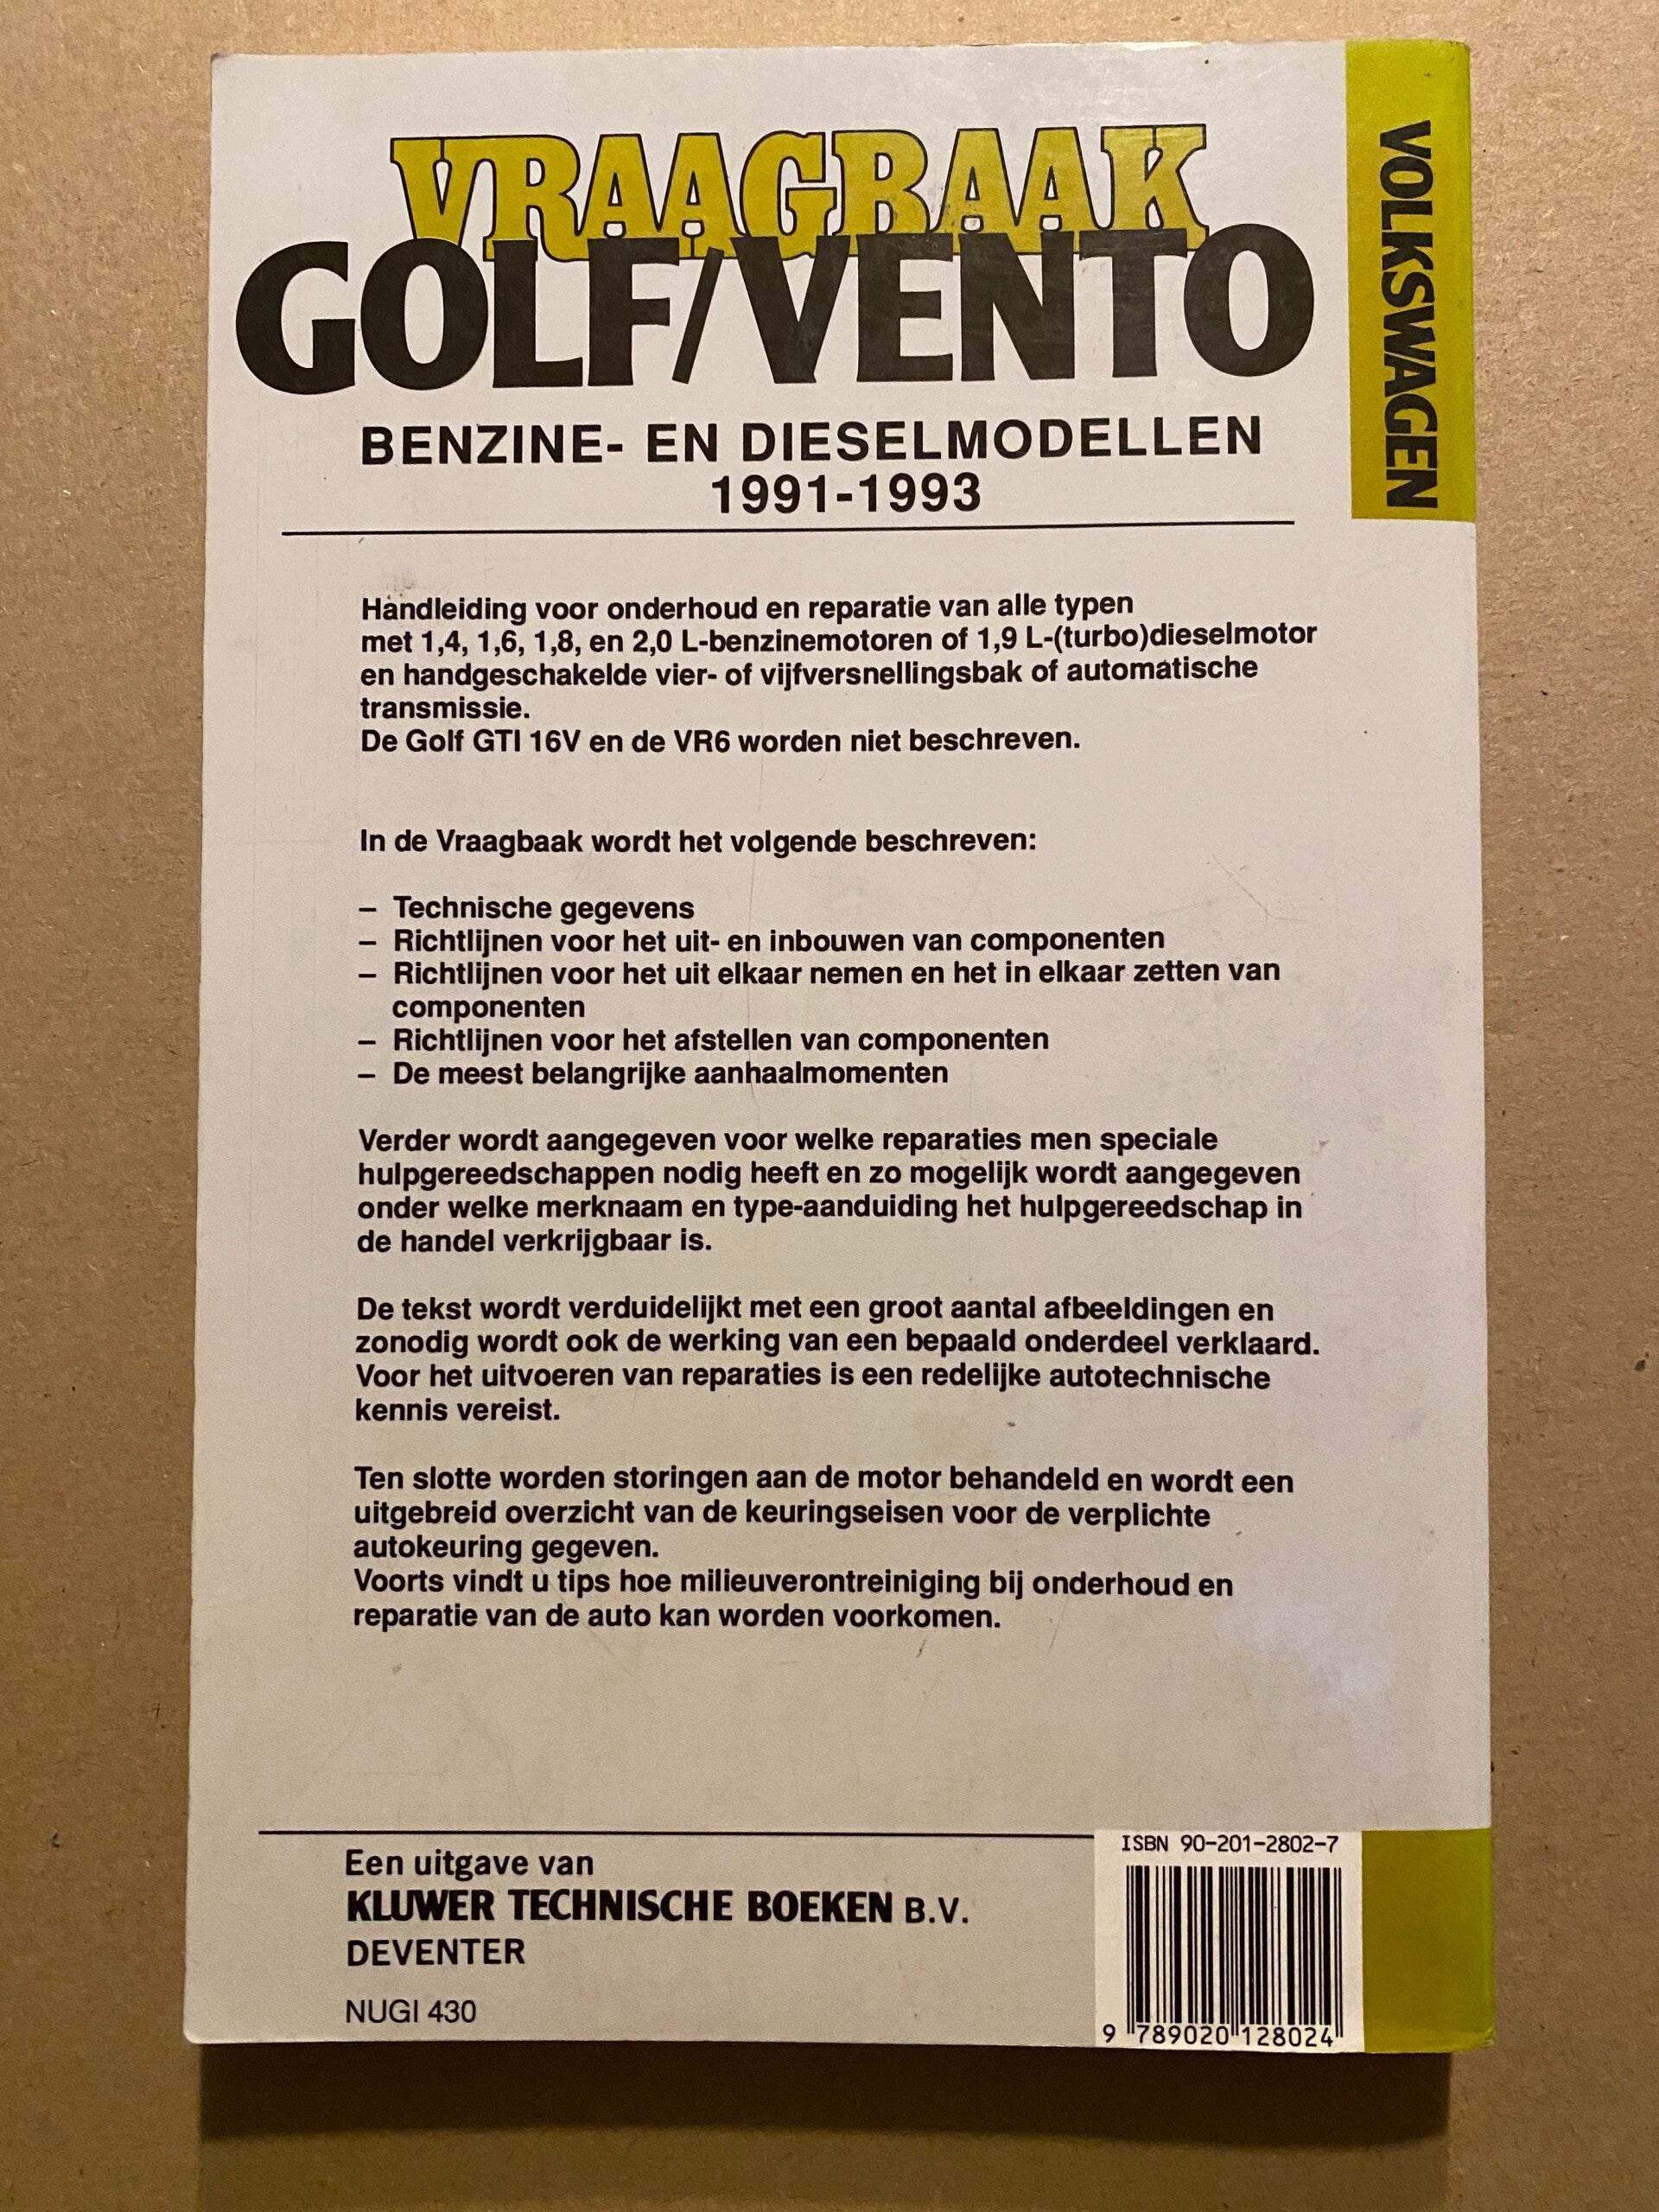 VRAAGBAAK
GOLF/VENTO
BENZINE- EN DIESELMODELLEN
1991-1993
VOLKSWAGEN
Handleiding voor onderhoud en reparatie van alle typen
met 1,4, 1,6, 1,8, en 2,0 L-benzinemotoren of 1,9 L-(turbo)dieselmotor
en handgeschakelde vier- of vijfversnellingsbak of automatische
transmissie.
De Golf GTI 16V en de VR6 worden niet beschreven.
In de Vraagbaak wordt het volgende beschreven:
– Technische gegevens
– Richtlijnen voor het uit- en inbouwen van componenten
– Richtlijnen voor het uit elkaar nemen en het in elkaar zetten van
componenten
– Richtlijnen voor het afstellen van componenten
– De meest belangrijke aanhaalmomenten
Verder wordt aangegeven voor welke reparaties men speciale
hulpgereedschappen nodig heeft en zo mogelijk wordt aangegeven
onder welke merknaam en type-aanduiding het hulpgereedschap in
de handel verkrijgbaar is.
De tekst wordt verduidelijkt met een groot aantal afbeeldingen en
zonodig wordt ook de werking van een bepaald onderdeel verklaard.
Voor het uitvoeren van reparaties is een redelijke autotechnische
kennis vereist.
Ten slotte worden storingen aan de motor behandeld en wordt een
uitgebreid overzicht van de keuringseisen voor de verplichte
autokeuring gegeven.
Voorts vindt u tips hoe milieuverontreiniging bij onderhoud en
reparatie van de auto kan worden voorkomen.
Een uitgave van
KLUWER TECHNISCHE BOEKEN B.V.
DEVENTER
NUGI 430
ISBN 90-201-2802-7
9 789020 128024